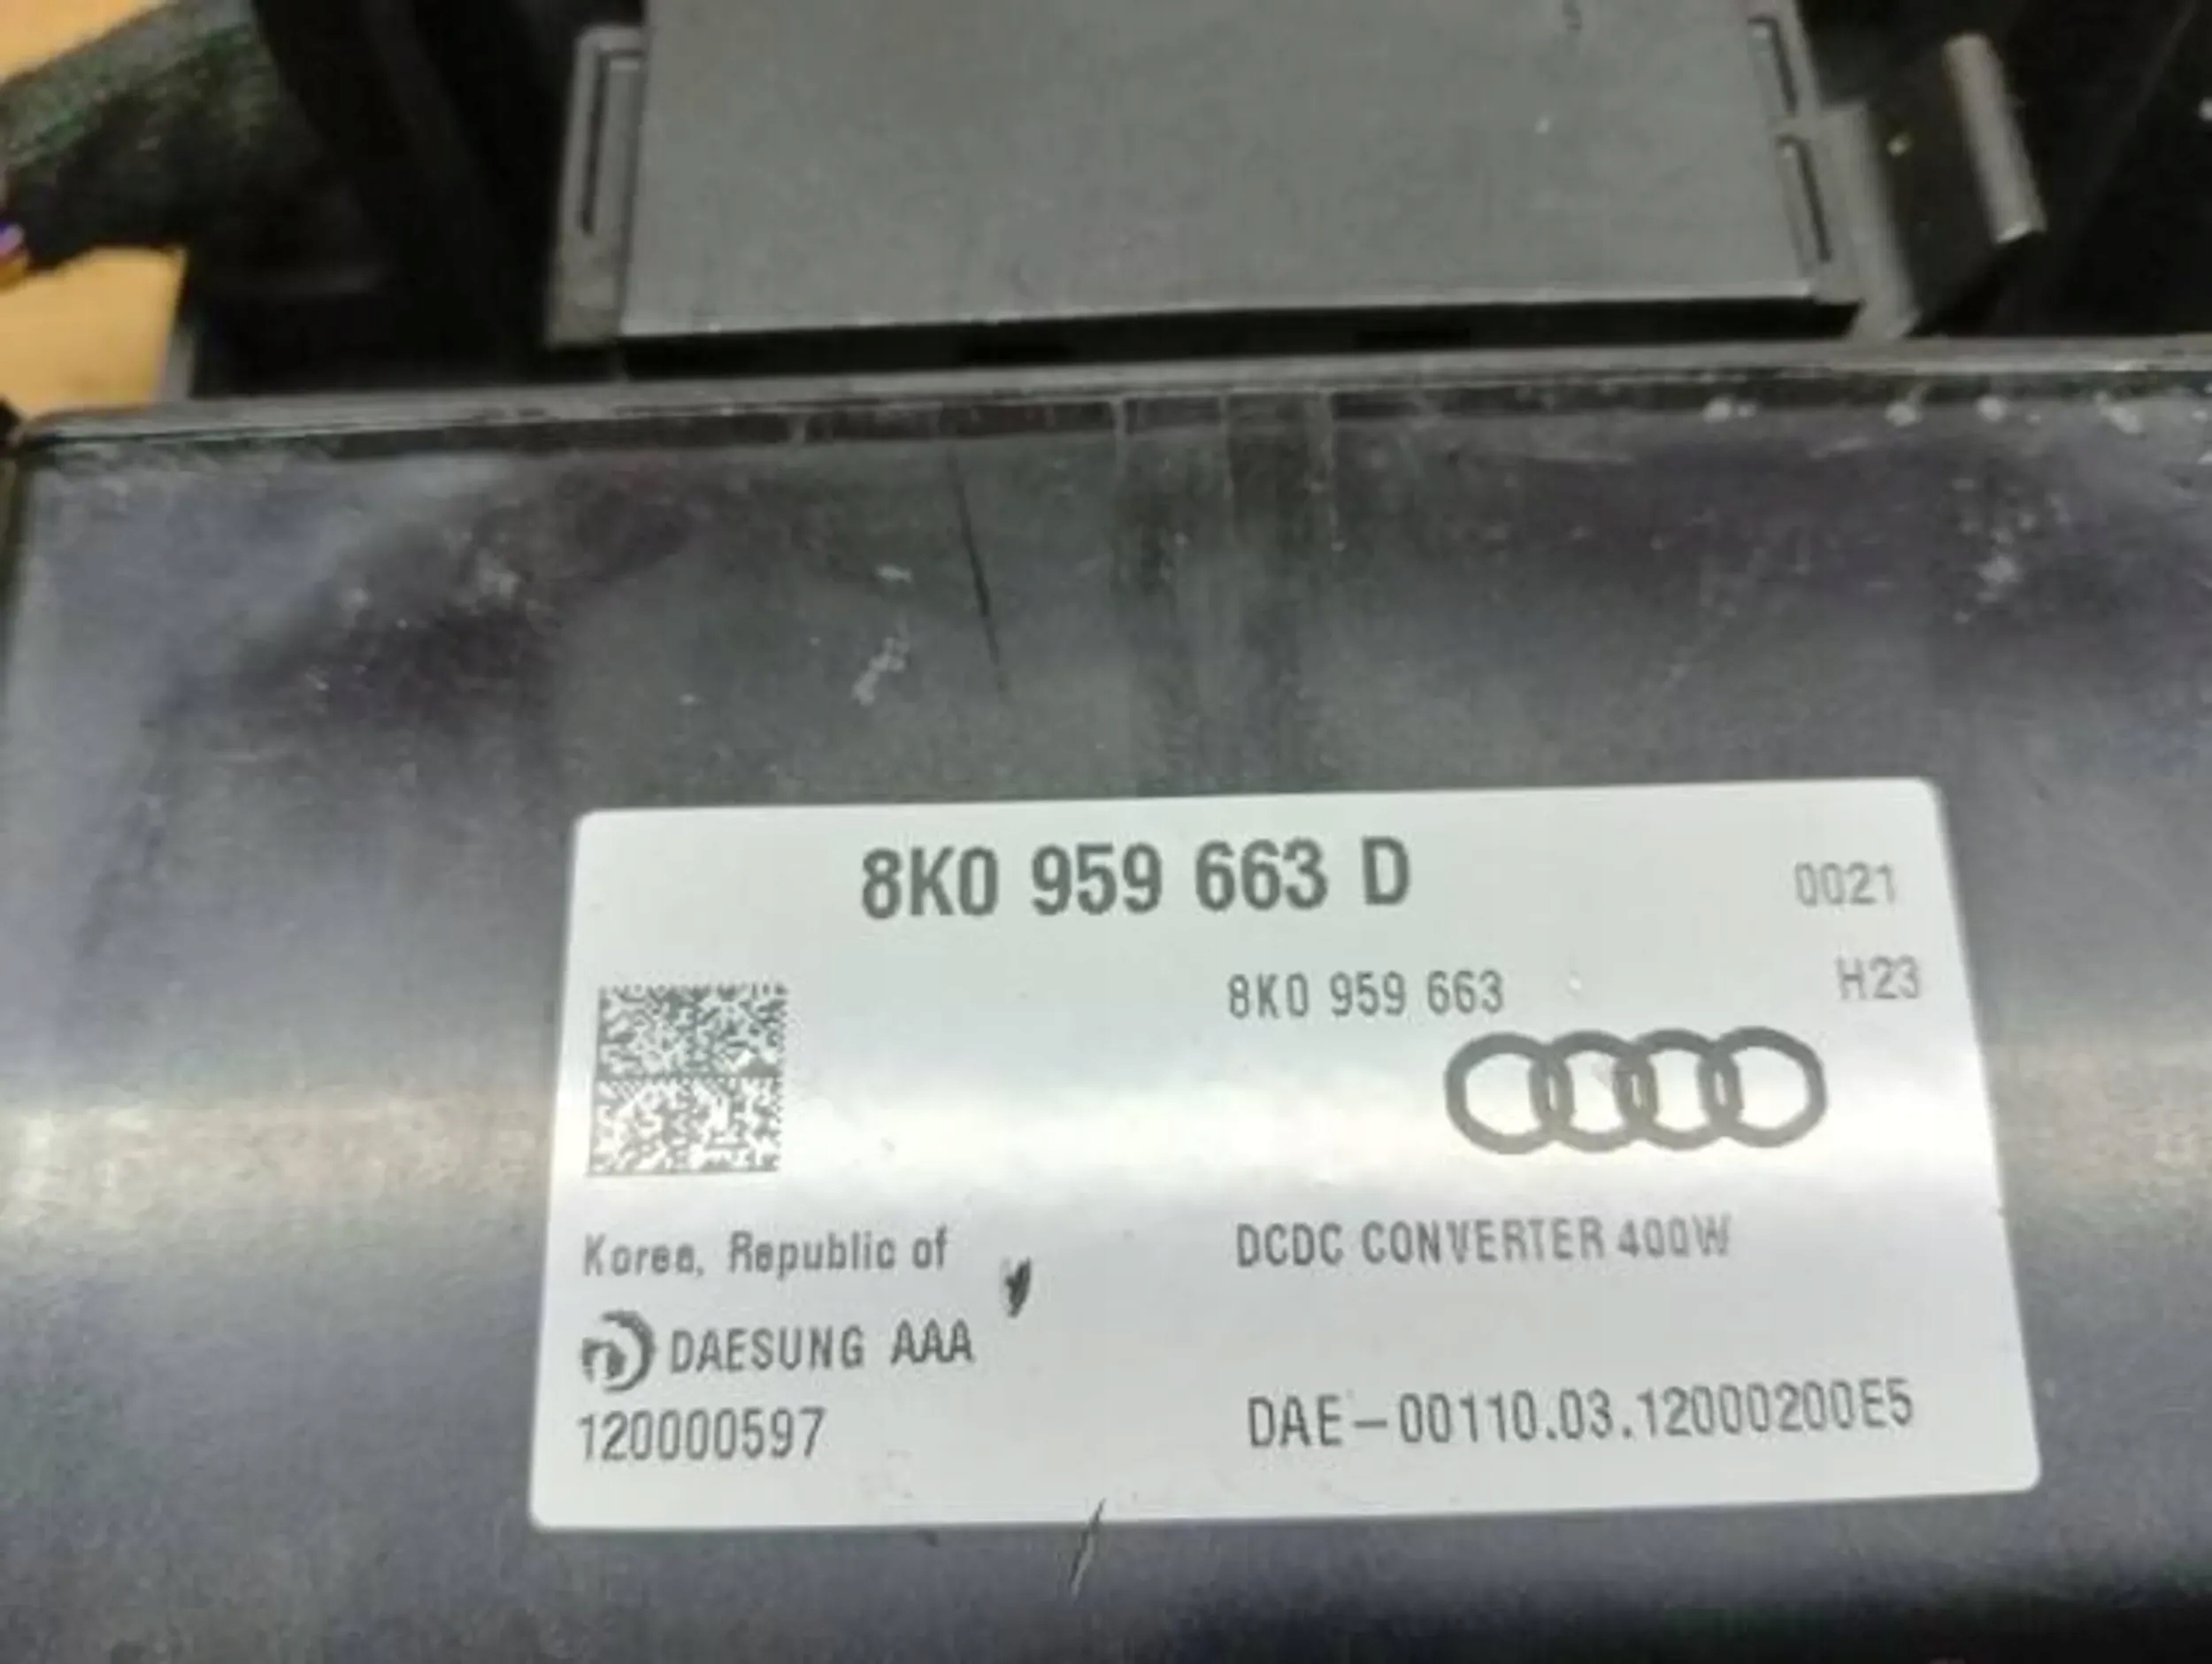 8K0 959 663 D
0021
8K0 959 663
H23
Korea, Republic of
DCDC CONVERTER 400W
DAESUNG AAA
120000597
DAE-00110.03.12000200E5